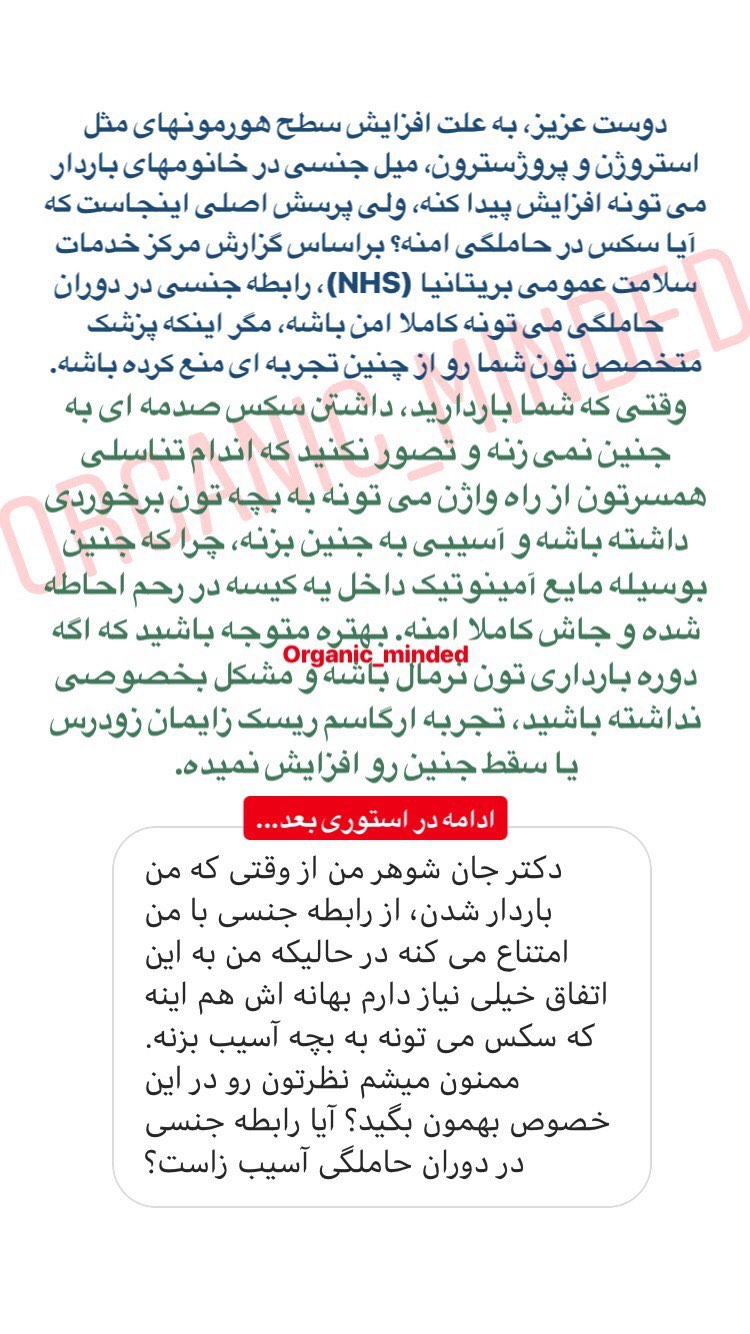 دوست عزیز، به علت افزایش سطح هورمونهای مثل
استروژن و پروژسترون، میل جنسی در خانومهای باردار
می تونه افزایش پیدا کنه، ولی پرسش اصلی اینجاست که
آیا سکس در حاملگی امنه؟ براساس گزارش مرکز خدمات
سلامت عمومی بریتانیا (NHS)، رابطه جنسی در دوران
حاملگی می تونه کاملا امن باشه، مگر اینکه پزشک
متخصص تون شما رو از چنین تجربه ای منع کرده باشه.
وقتی که شما باردارید، داشتن سکس صدمه ای به
جنین نمی زنه و تصور نکنید که اندام تناسلی
همسرتون از راه واژن می تونه به بچه تون برخوردی
داشته باشه و آسیبی به جنین بزنه، چرا که جنین
بوسیله مایع آمینوتیک داخل یه کیسه در رحم احاطه
شده و جاش کاملا امنه. بهتره متوجه باشید که اگه
Organic_minded
دوره بارداری تون نرمال باشه و مشکل بخصوصی
نداشته باشید، تجربه ارگاسم ریسک زایمان زودرس
یا سقط جنین رو افزایش نمیده.
ORGANIC_MINDED
ادامه در استوری بعد...
دکتر جان شوهر من از وقتی که من
باردار شدن، از رابطه جنسی با من
امتناع می کنه در حالیکه من به این
اتفاق خیلی نیاز دارم بهانه اش هم اینه
که سکس می تونه به بچه آسیب بزنه.
ممنون میشم نظرتون رو در این
خصوص بهمون بگید؟ آیا رابطه جنسی
در دوران حاملگی آسیب زاست؟